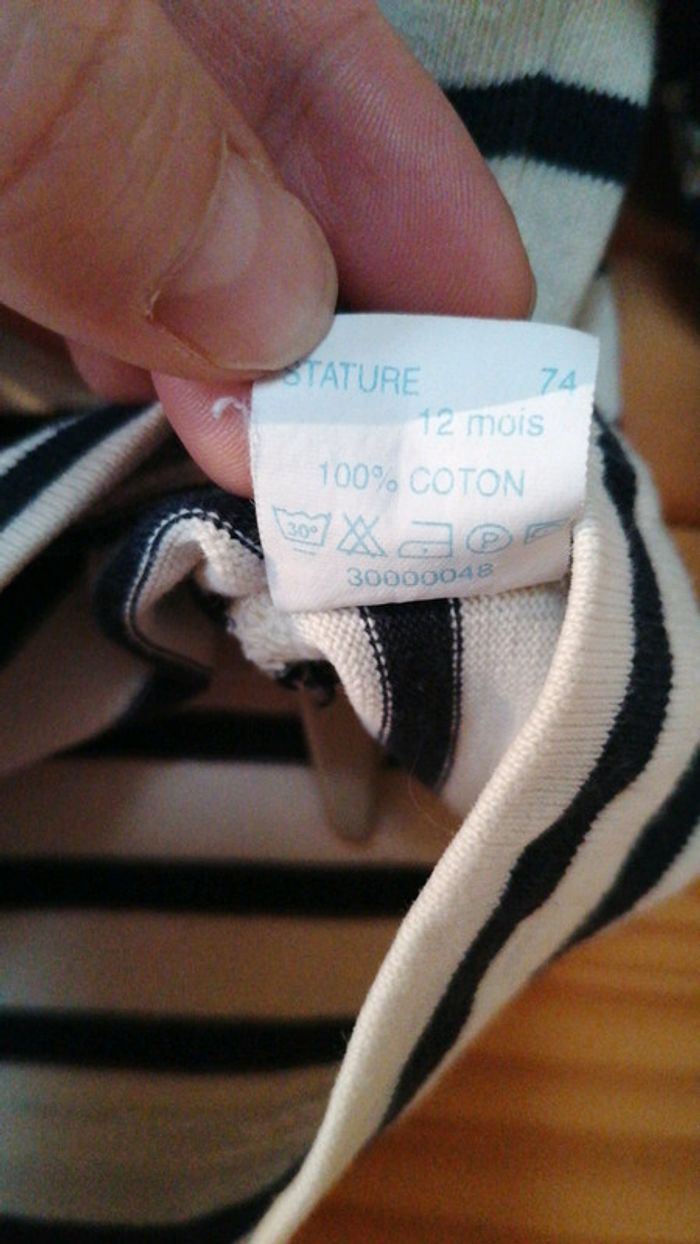 STATURE 74
12 mois
100% COTON
30° P
30000048